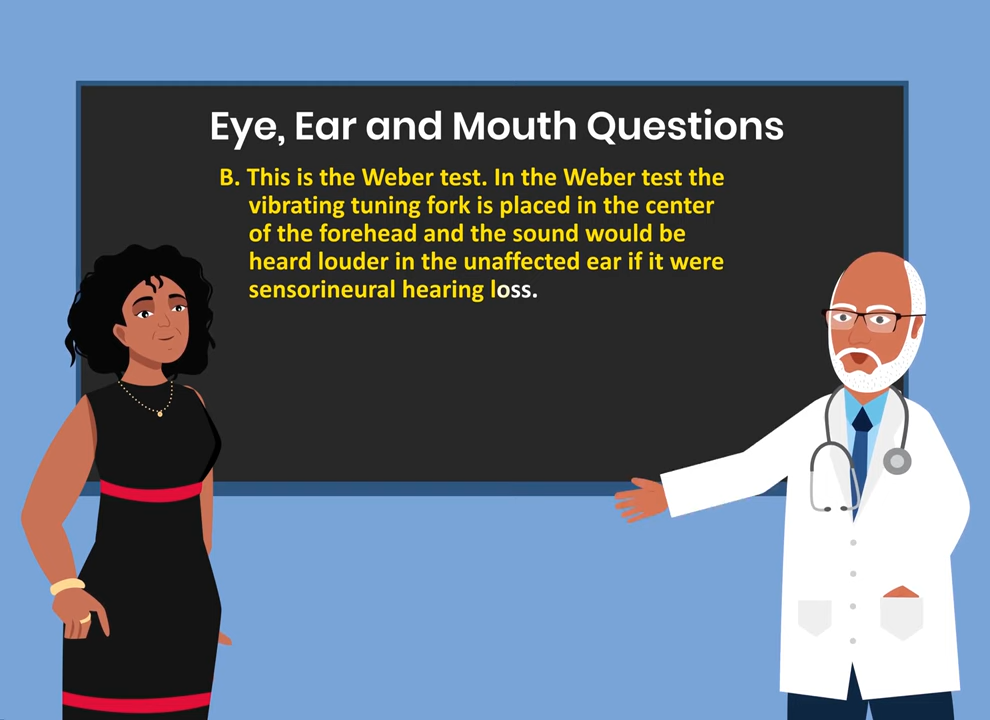 Eye, Ear and Mouth Questions
B. This is the Weber test. In the Weber test the
vibrating tuning fork is placed in the center
of the forehead and the sound would be
heard louder in the unaffected ear if it were
sensorineural hearing loss.